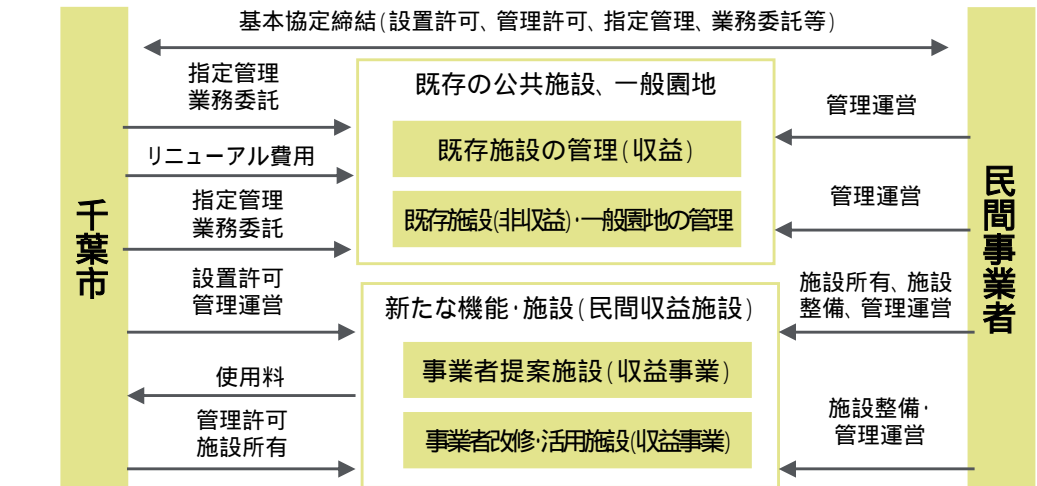 基本協定締結(設置許可、管理許可、指定管理、業務委託等)
千葉市
指定管理
業務委託
リニューアル費用
指定管理
業務委託
設置許可
管理運営
使用料
管理許可
施設所有
既存の公共施設、一般園地
既存施設の管理(収益)
既存施設(非収益)・一般園地の管理
新たな機能・施設(民間収益施設)
事業者提案施設(収益事業)
事業者改修・活用施設(収益事業)
管理運営
管理運営
施設所有、施設
整備、管理運営
施設整備・
管理運営
民間事業者